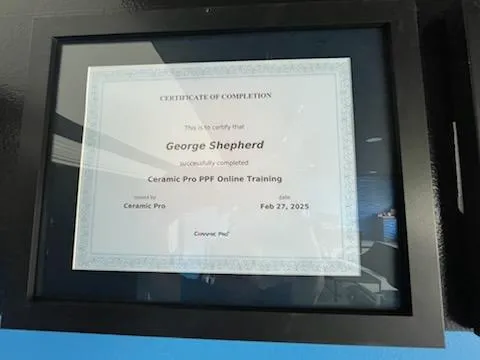 CERTIFICATE OF COMPLETION
This is to certify that
George Shepherd
successfully completed
Ceramic Pro PPF Online Training
issued by
date
Ceramic Pro
Feb 27, 2025
CERAMIC PRO